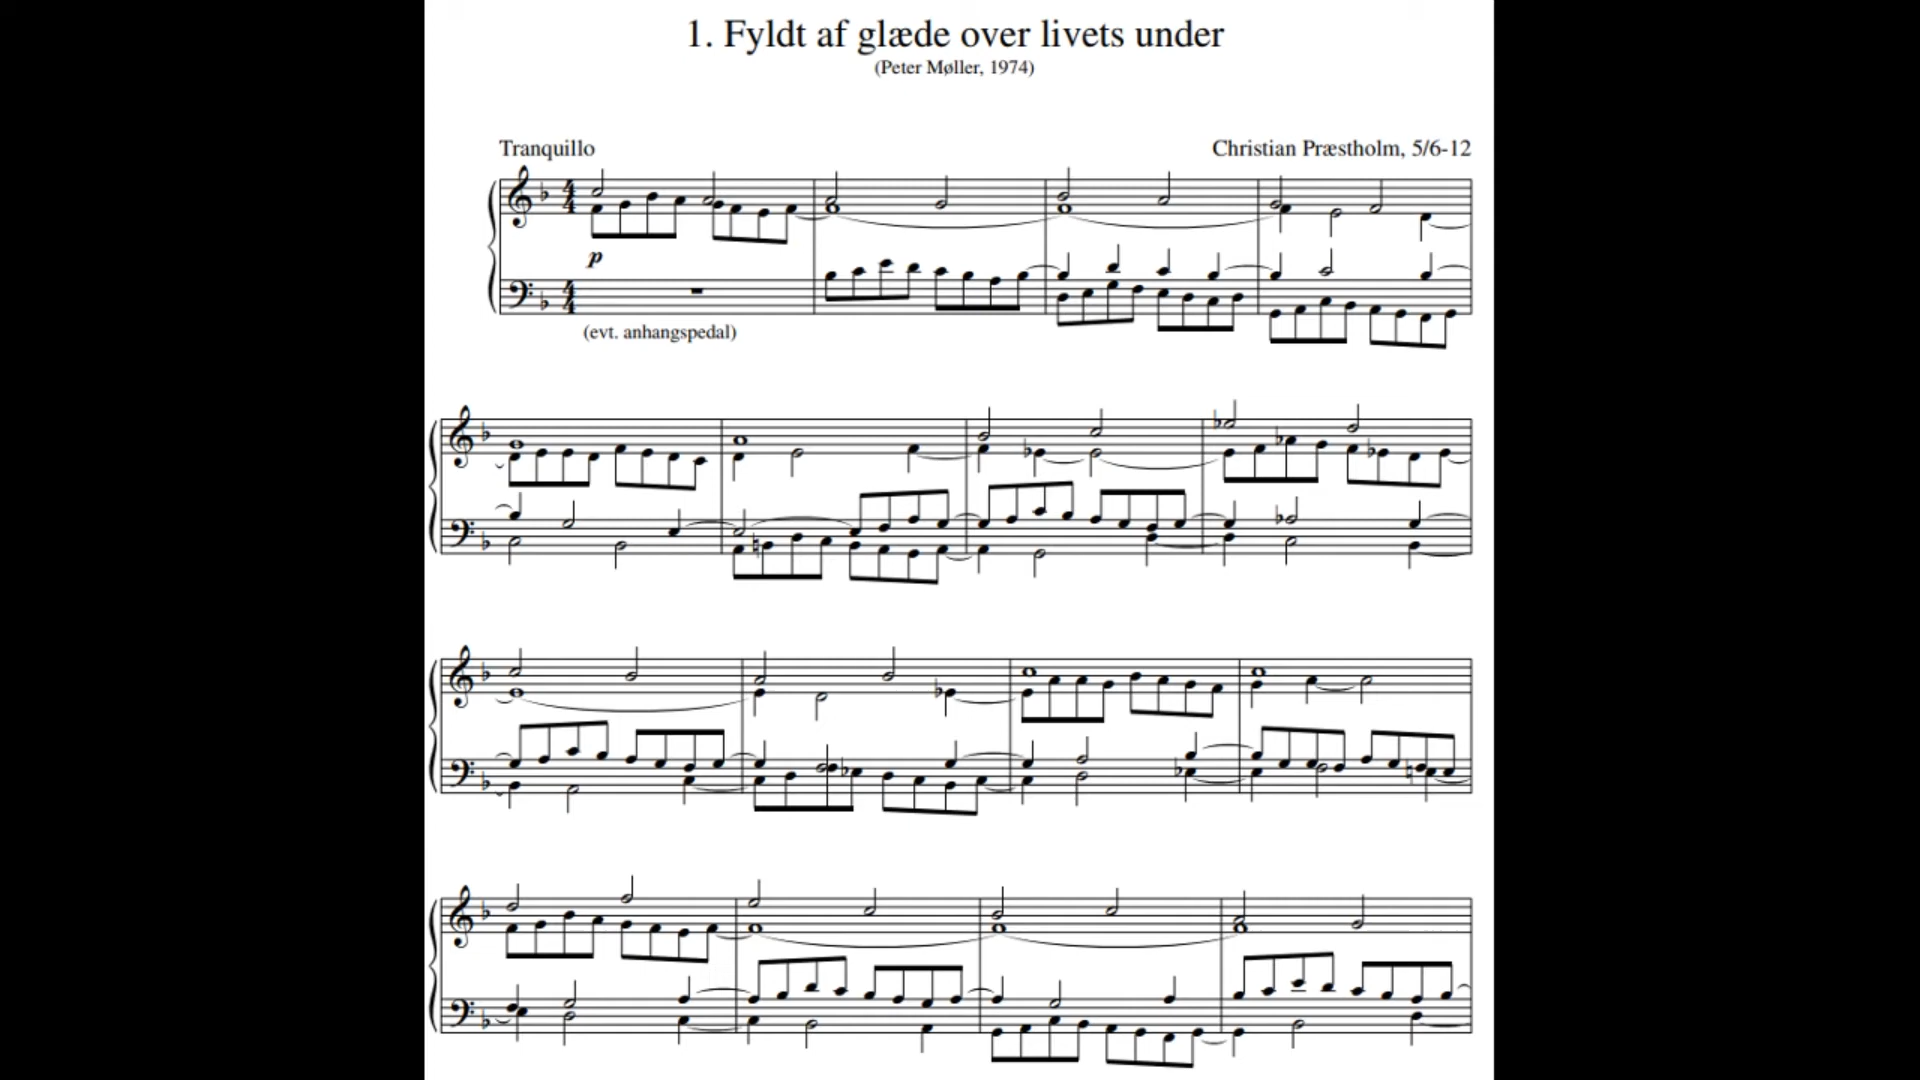 1. Fyldt af glæde over livets under
(Peter Møller, 1974)
Tranquillo
Christian Præstholm, 5/6-12
p
(evt. anhangspedal)